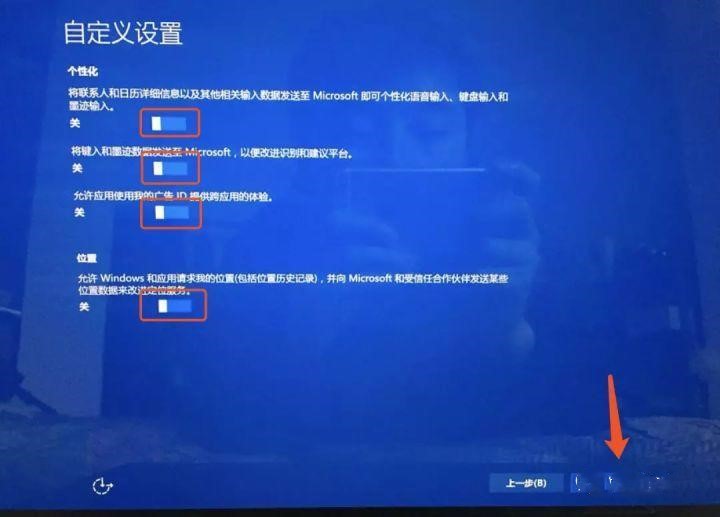 自定义设置
个性化
将联系人和日历详细信息以及其他相关输入数据发送至 Microsoft 即可个性化语音输入、键盘输入和
墨迹输入。
关
将键入和墨迹数据发送至 Microsoft，以便改进识别和建议平台。
关
允许应用使用我的广告 ID 提供跨应用的体验。
关
位置
允许 Windows 和应用请求我的位置(包括位置历史记录)，并向 Microsoft 和受信任合作伙伴发送某些
位置数据来改进定位服务。
关
上一步(B)